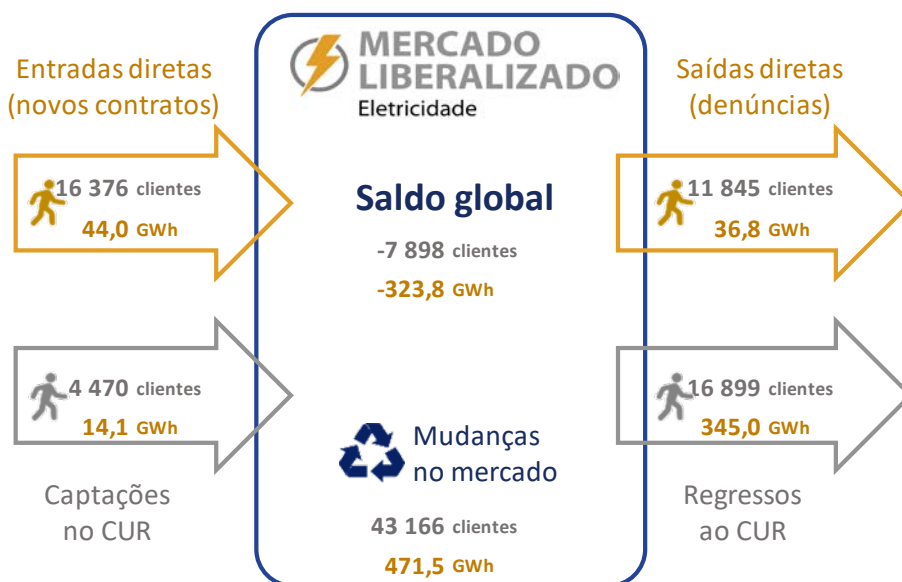 MERCADO
LIBERALIZADO
Eletricidade
Entradas diretas
(novos contratos)
16 376 clientes
44,0 GWh
4 470 clientes
14,1 GWh
Captações
no CUR
Saldo global
-7 898 clientes
-323,8 GWh
Mudanças
no mercado
43 166 clientes
471,5 GWh
Saídas diretas
(denúncias)
11 845 clientes
36,8 GWh
16 899 clientes
345,0 GWh
Regressos
ao CUR